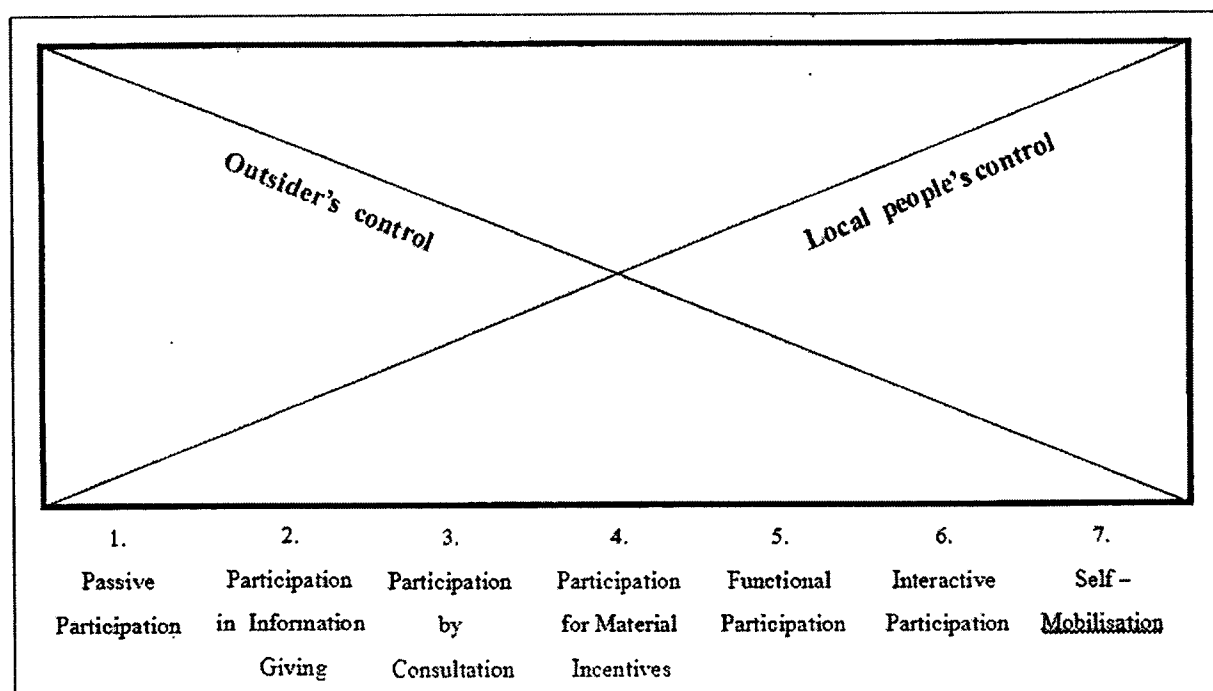 Outsider's control
Local people's control
1.
Passive
Participation
2.
Participation
in Information
Giving
3.
Participation
by
Consultation
4.
Participation
for Material
Incentives
5.
Functional
Participation
6.
Interactive
Participation
7.
Self –
Mobilisation